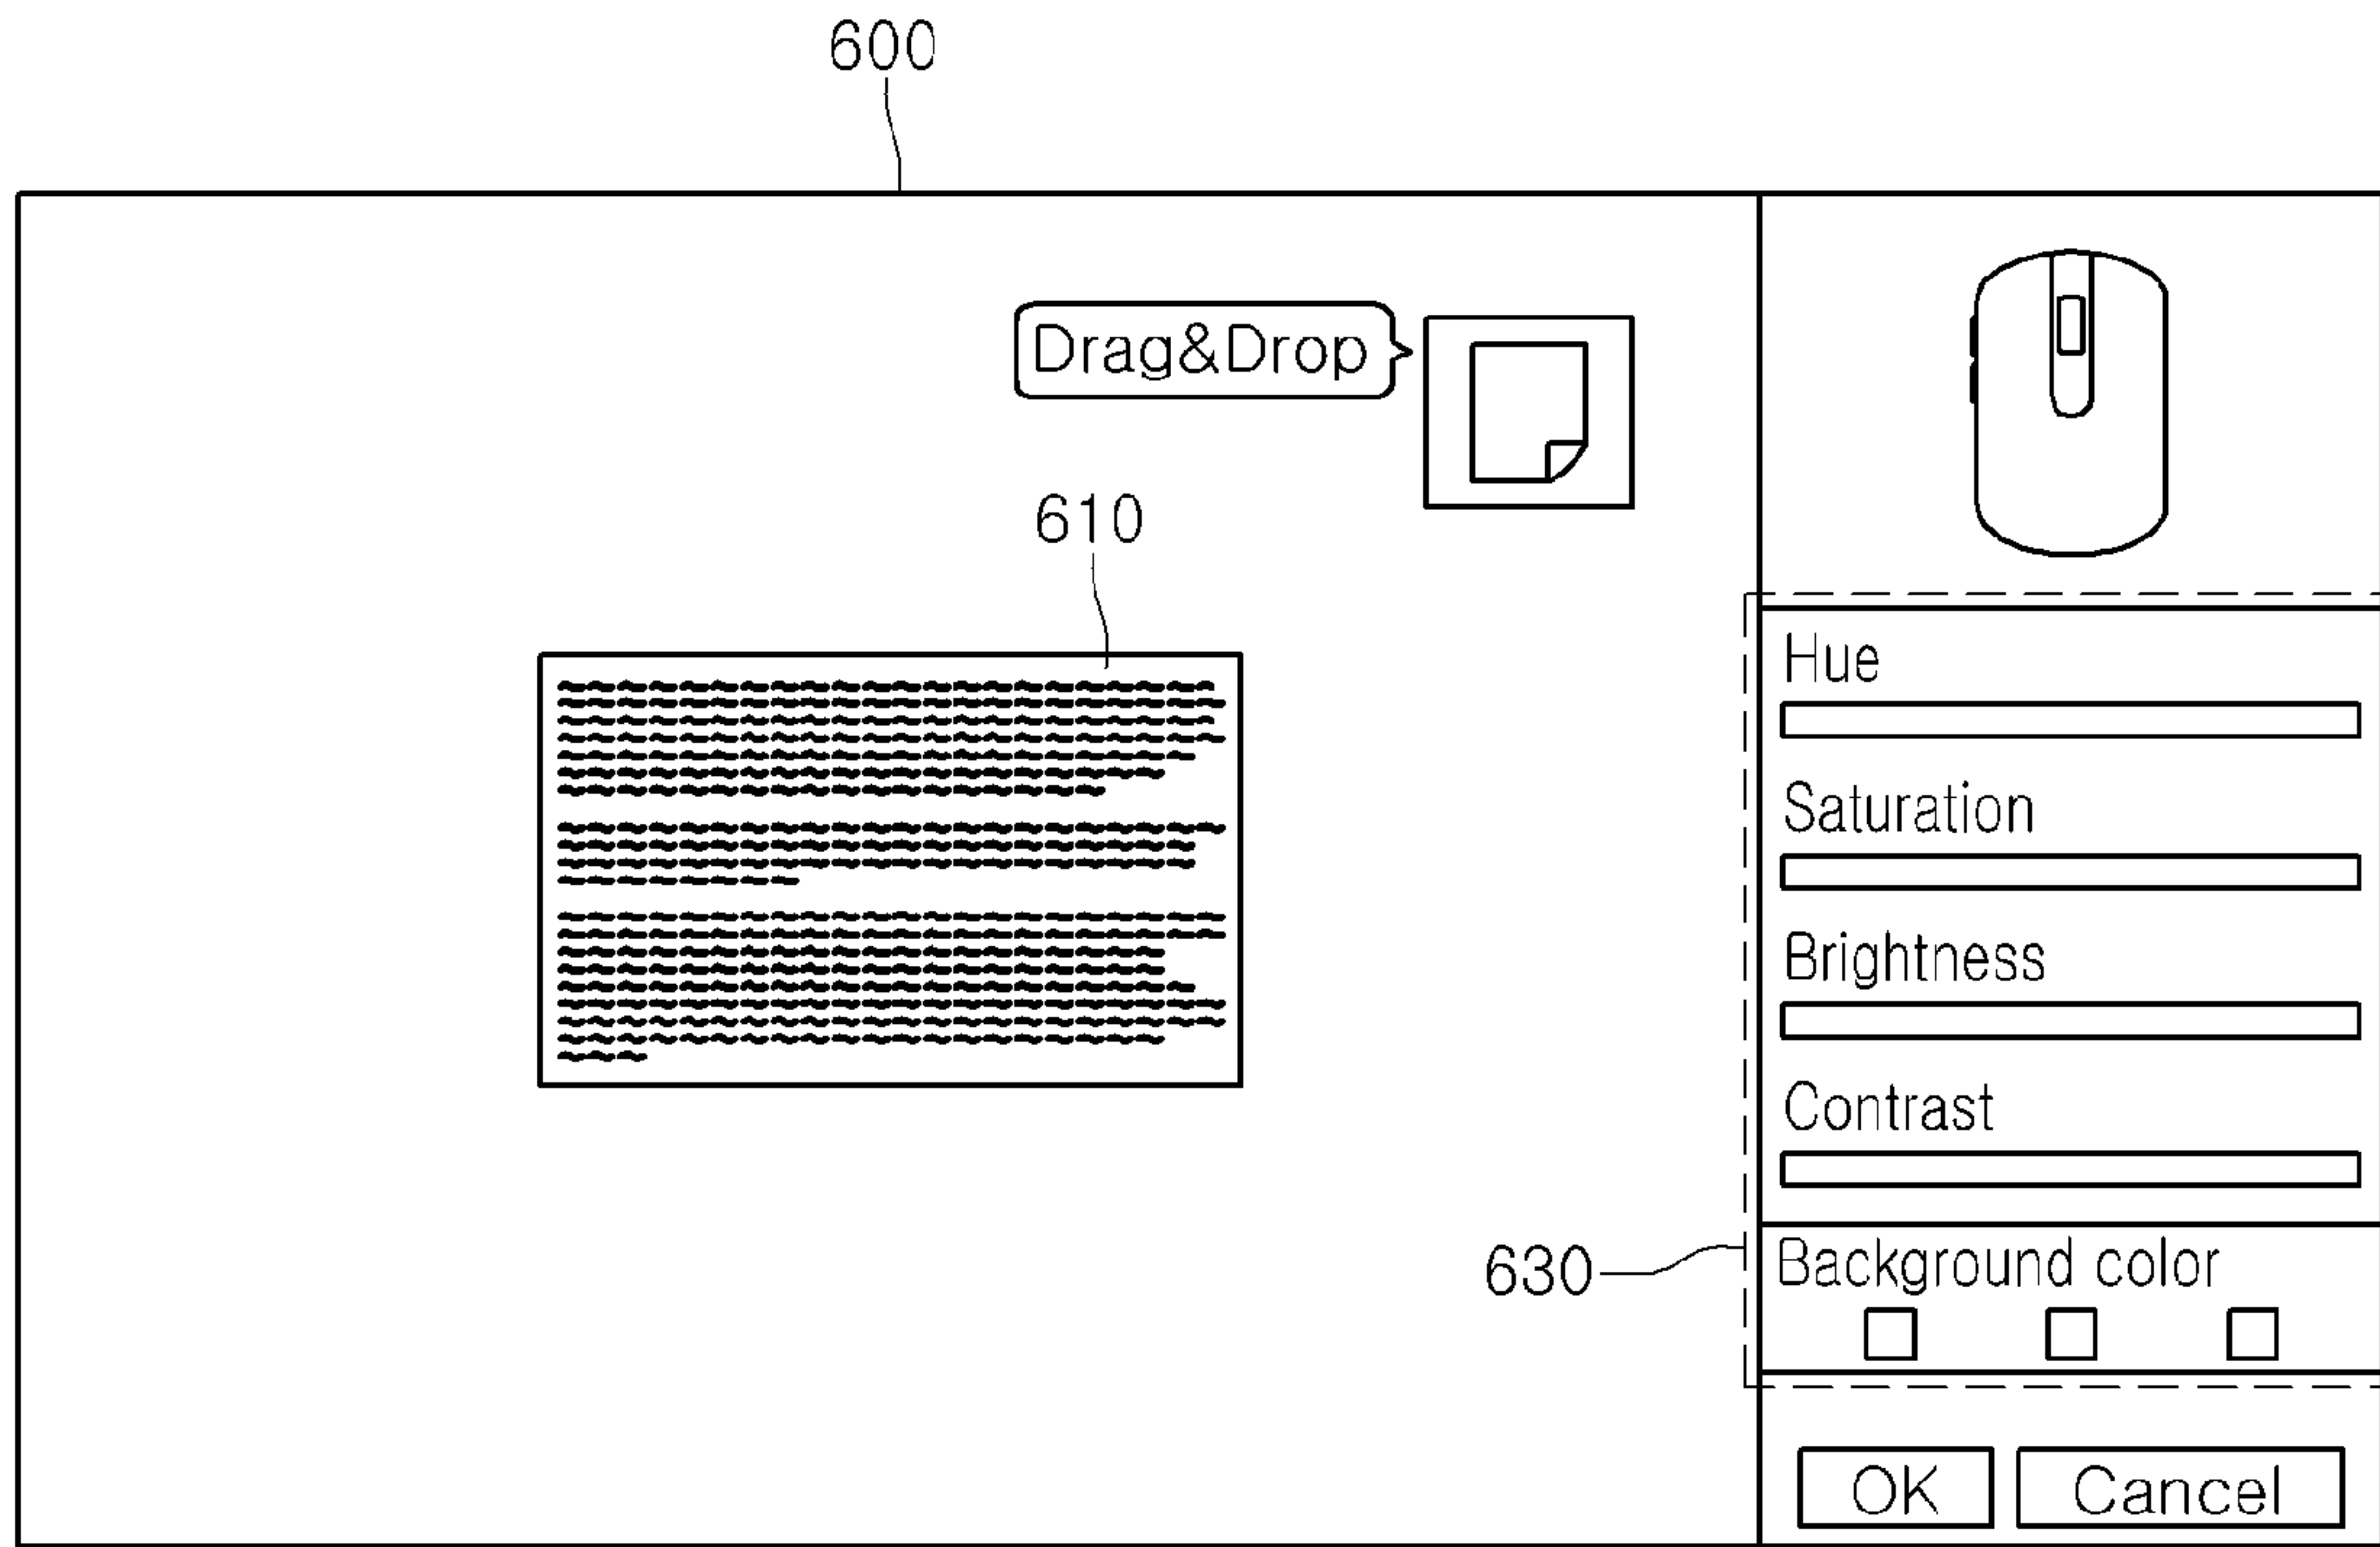 600
Drag&Drop
610
Hue
Saturation
Brightness
Contrast
630
Background color
OK
Cancel